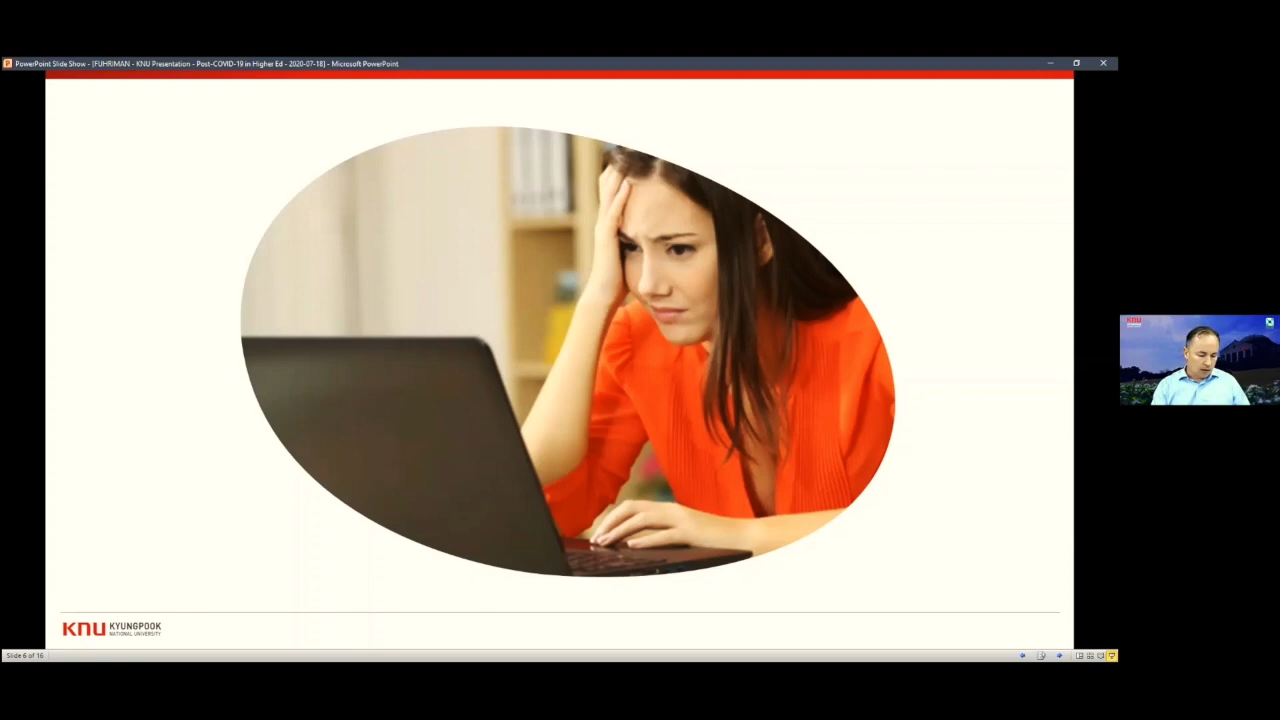 PowerPoint Slide Show - [FUHRIMAN - KNU Presentation - Post-COVID-19 in Higher Ed - 2020-07-18] - Microsoft PowerPoint
KNU
KNU KYUNGPOOK
NATIONAL UNIVERSITY
Slide 6 of 16